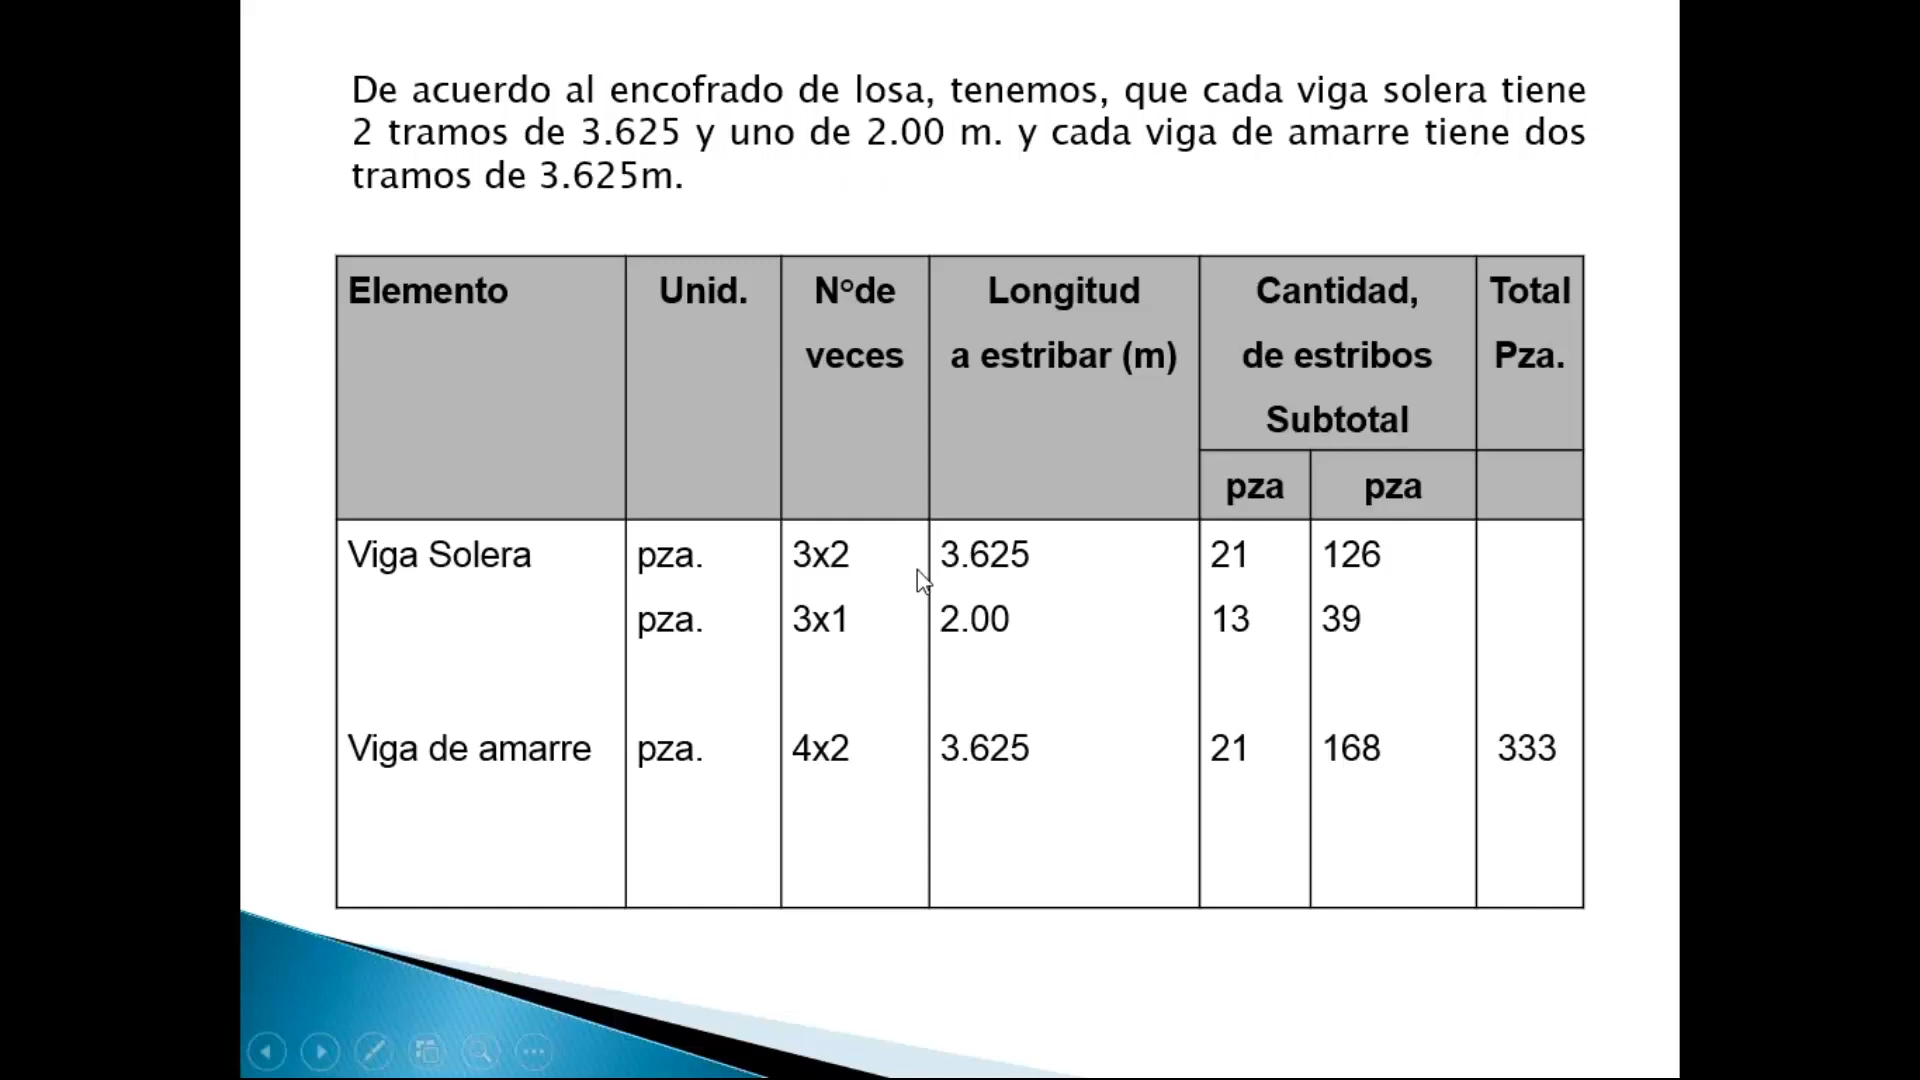 De acuerdo al encofrado de losa, tenemos, que cada viga solera tiene
2 tramos de 3.625 y uno de 2.00 m. y cada viga de amarre tiene dos
tramos de 3.625m.
Elemento Unid. Nºde veces Longitud a estribar (m) Cantidad, de estribos Subtotal Total Pza.
pza pza
Viga Solera pza. 3x2 3.625 21 126
pza. 3x1 2.00 13 39
Viga de amarre pza. 4x2 3.625 21 168 333